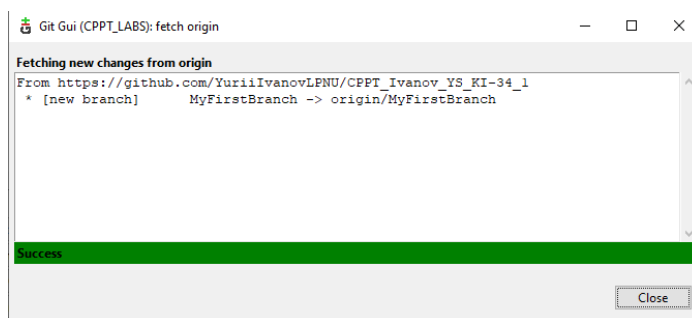 Git Gui (CPPT_LABS): fetch origin
Fetching new changes from origin
From https://github.com/YuriiIvanovLPNU/CPPT_Ivanov_YS_KI-34_1
* [new branch] MyFirstBranch -> origin/MyFirstBranch
Success
Close